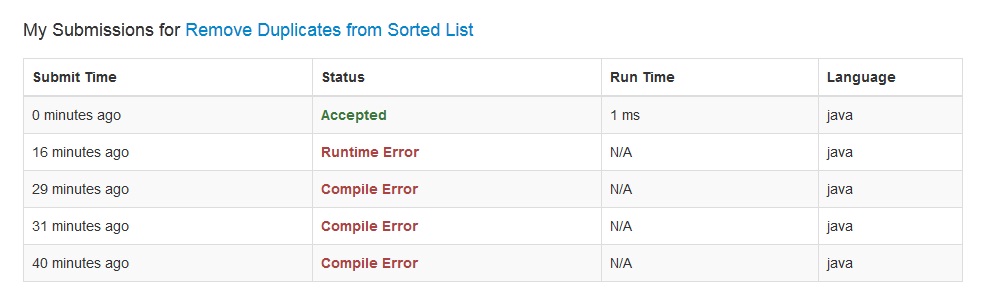 My Submissions for Remove Duplicates from Sorted List
Submit Time Status Run Time Language
0 minutes ago Accepted 1 ms java
16 minutes ago Runtime Error N/A java
29 minutes ago Compile Error N/A java
31 minutes ago Compile Error N/A java
40 minutes ago Compile Error N/A java